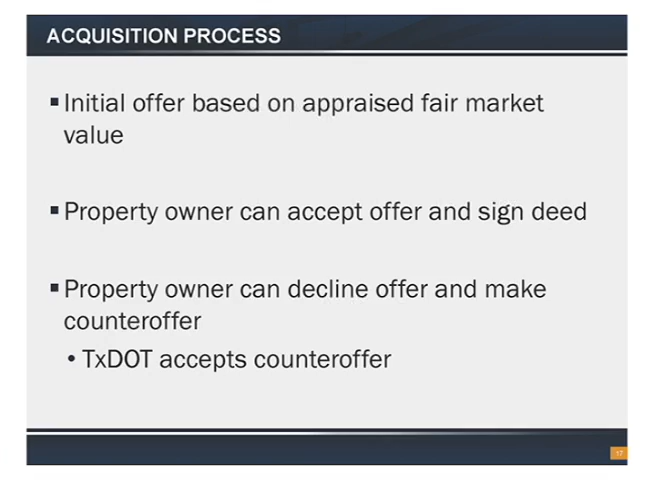 ACQUISITION PROCESS
▪Initial offer based on appraised fair market
value
▪Property owner can accept offer and sign deed
▪Property owner can decline offer and make
counteroffer
• TxDOT accepts counteroffer
17